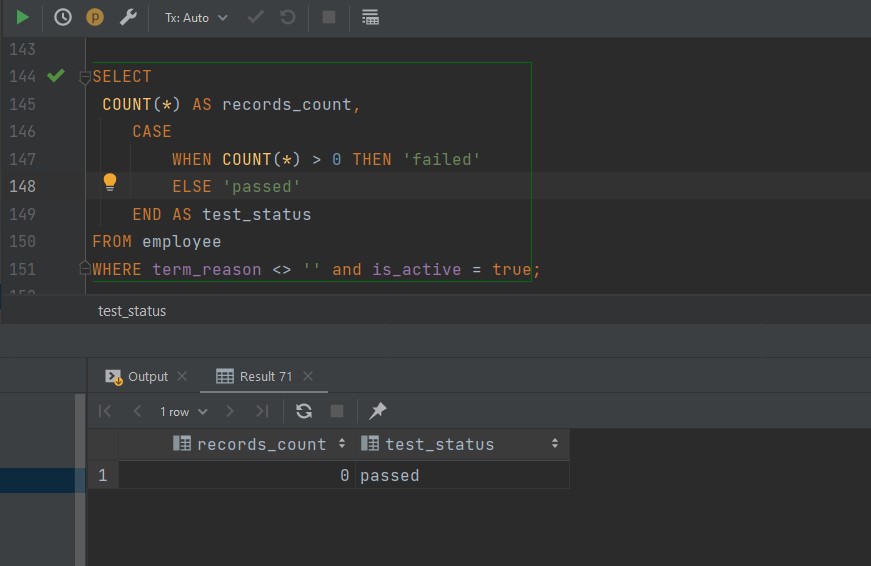 Tx: Auto
143
144 SELECT
145 COUNT(*) AS records_count,
146 CASE
147 WHEN COUNT(*) > 0 THEN 'failed'
148 ELSE 'passed'
149 END AS test_status
150 FROM employee
151 WHERE term_reason <> '' and is_active = true;
test_status
Output Result 71
1 row
records_count test_status
1 0 passed